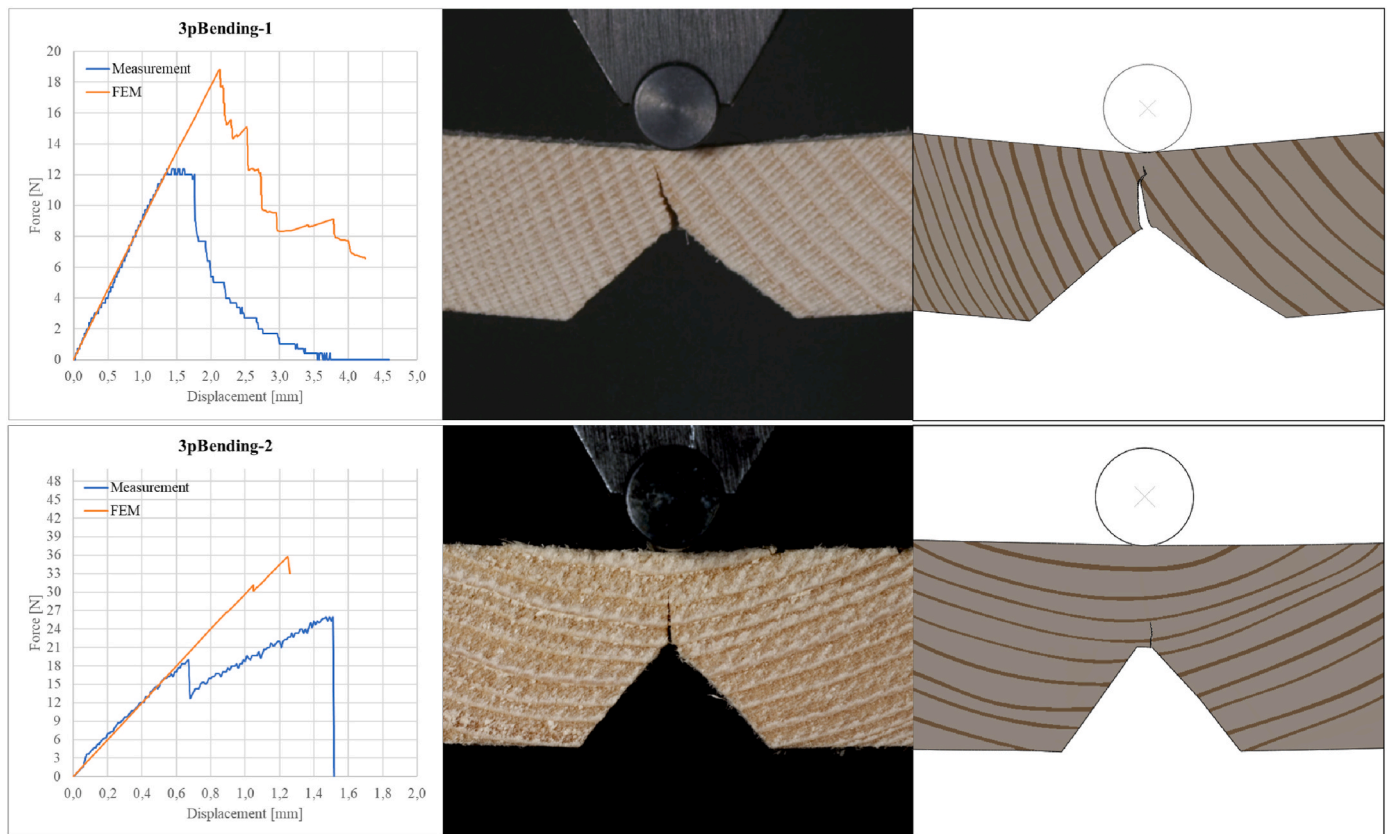 3pBending-1
20
18
16
14
12
10
8
6
4
2
0
Force [N]
Measurement
FEM
0,0 0,5 1,0 1,5 2,0 2,5 3,0 3,5 4,0 4,5 5,0
Displacement [mm]
3pBending-2
48
45
42
39
36
33
30
27
24
21
18
15
12
9
6
3
0
Force [N]
Measurement
FEM
0,0 0,2 0,4 0,6 0,8 1,0 1,2 1,4 1,6 1,8 2,0
Displacement [mm]